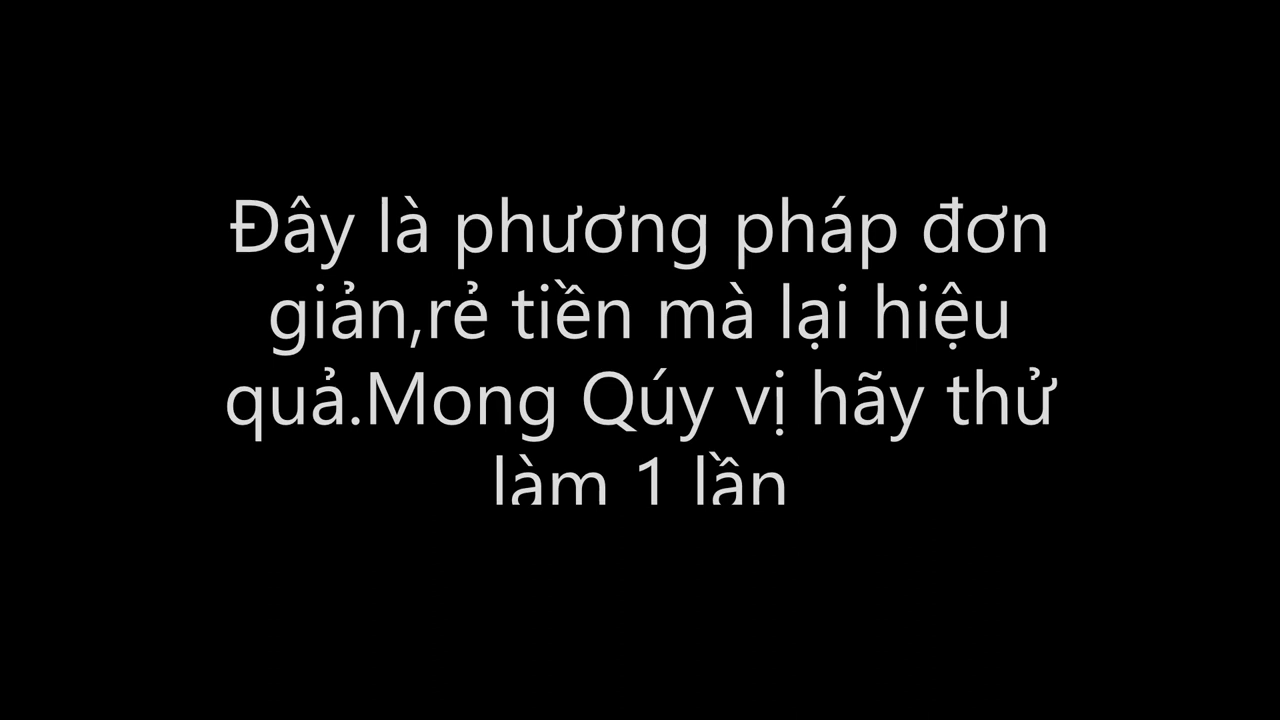 Đây là phương pháp đơn
giản,rẻ tiền mà lại hiệu
quả.Mong Qúy vị hãy thử
làm 1 lần